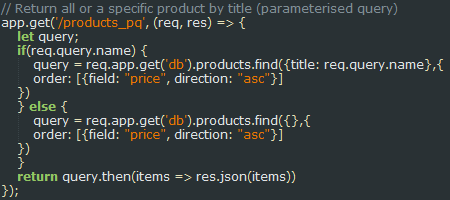 // Return all or a specific product by title (parameterised query)
app.get('/products_pq', (req, res) => {
let query;
if(req.query.name) {
query = req.app.get('db').products.find({title: req.query.name},{
order: [{field: "price", direction: "asc"}]
})
} else {
query = req.app.get('db').products.find({},{
order: [{field: "price", direction: "asc"}]
})
}
return query.then(items => res.json(items))
});